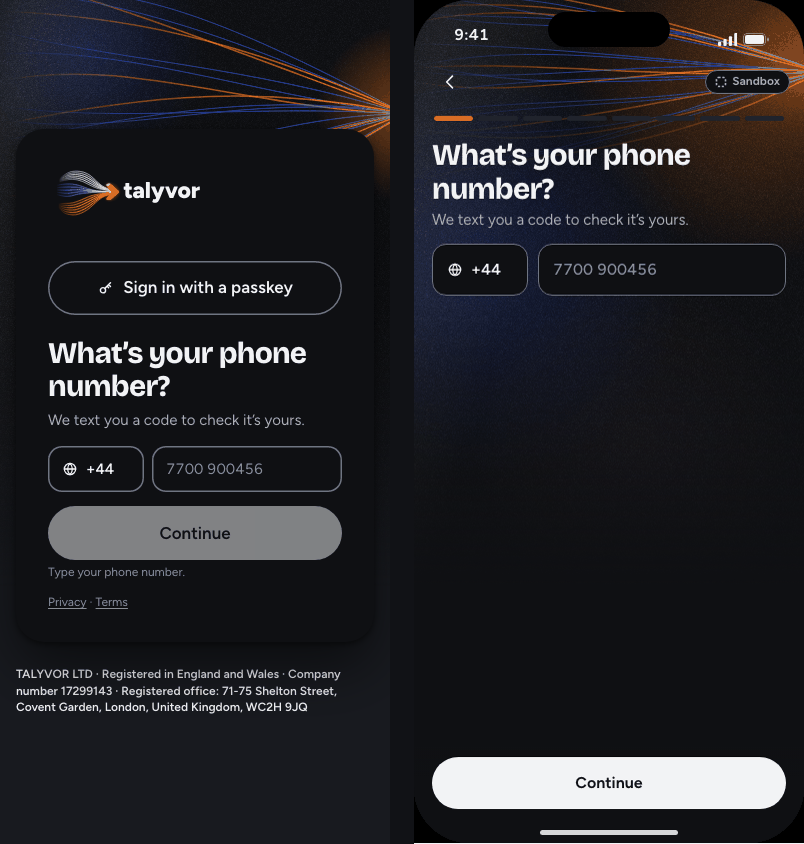 talyvor
Sign in with a passkey
What's your phone
number?
We text you a code to check it's yours.
+44
7700 900456
Continue
Type your phone number.
Privacy · Terms
TALYVOR LTD · Registered in England and Wales · Company
number 17299143 · Registered office: 71-75 Shelton Street,
Covent Garden, London, United Kingdom, WC2H 9JQ
9:41
Sandbox
What's your phone
number?
We text you a code to check it's yours.
+44
7700 900456
Continue